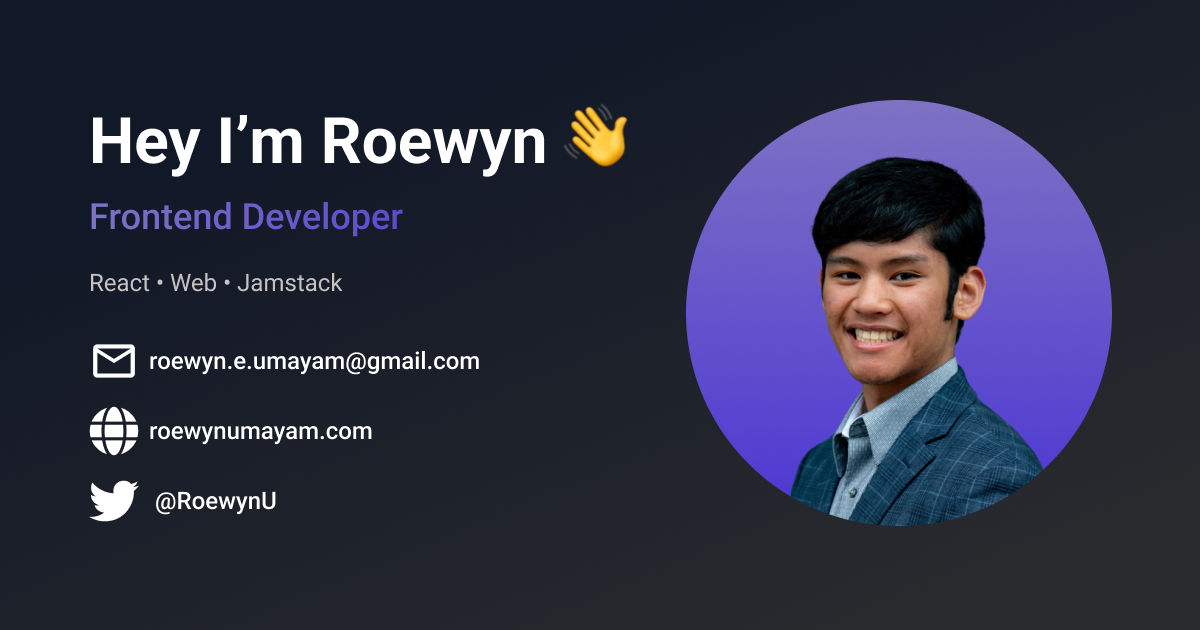 Hey I’m Roewyn 👋
Frontend Developer
React • Web • Jamstack
roewyn.e.umayam@gmail.com
roewynumayam.com
@RoewynU